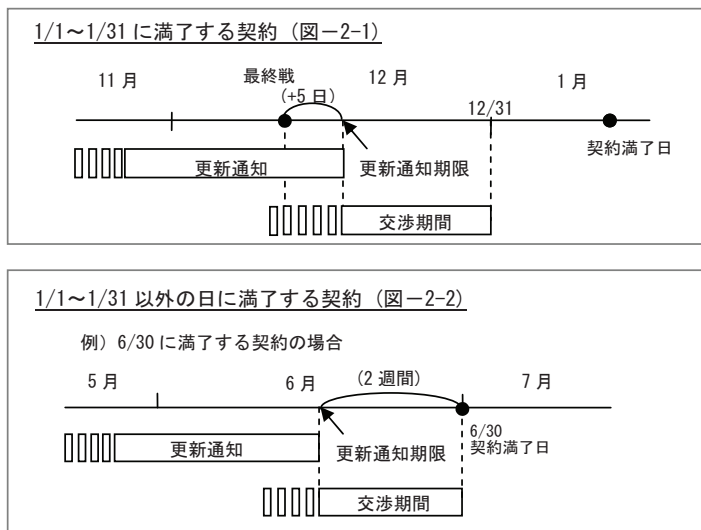 1/1～1/31 に満了する契約（図－2-1）
11 月
最終戦
12 月
1 月
（+5 日）
12/31
契約満了日
更新通知
更新通知期限
交渉期間
1/1～1/31 以外の日に満了する契約（図－2-2）
例）6/30 に満了する契約の場合
5 月
6 月
（2 週間）
7 月
6/30
契約満了日
更新通知
更新通知期限
交渉期間